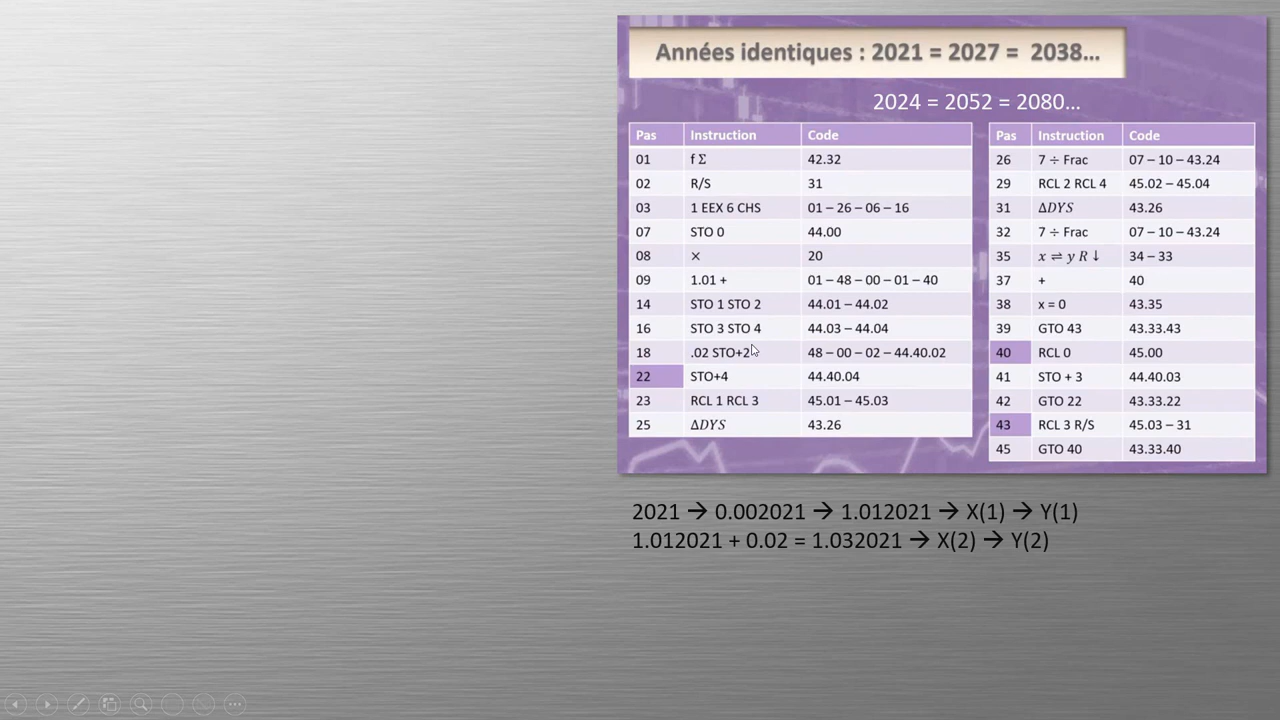 Années identiques : 2021 = 2027 = 2038...
2024 = 2052 = 2080...
Pas Instruction Code
01 f Σ 42.32
02 R/S 31
03 1 EEX 6 CHS 01 – 26 – 06 – 16
07 STO 0 44.00
08 × 20
09 1.01 + 01 – 48 – 00 – 01 – 40
14 STO 1 STO 2 44.01 – 44.02
16 STO 3 STO 4 44.03 – 44.04
18 .02 STO+2 48 – 00 – 02 – 44.40.02
22 STO+4 44.40.04
23 RCL 1 RCL 3 45.01 – 45.03
25 ΔDYS 43.26
Pas Instruction Code
26 7 ÷ Frac 07 – 10 – 43.24
29 RCL 2 RCL 4 45.02 – 45.04
31 ΔDYS 43.26
32 7 ÷ Frac 07 – 10 – 43.24
35 x ⇌ y R ↓ 34 – 33
37 + 40
38 x = 0 43.35
39 GTO 43 43.33.43
40 RCL 0 45.00
41 STO + 3 44.40.03
42 GTO 22 43.33.22
43 RCL 3 R/S 45.03 – 31
45 GTO 40 43.33.40
2021 → 0.002021 → 1.012021 → X(1) → Y(1)
1.012021 + 0.02 = 1.032021 → X(2) → Y(2)